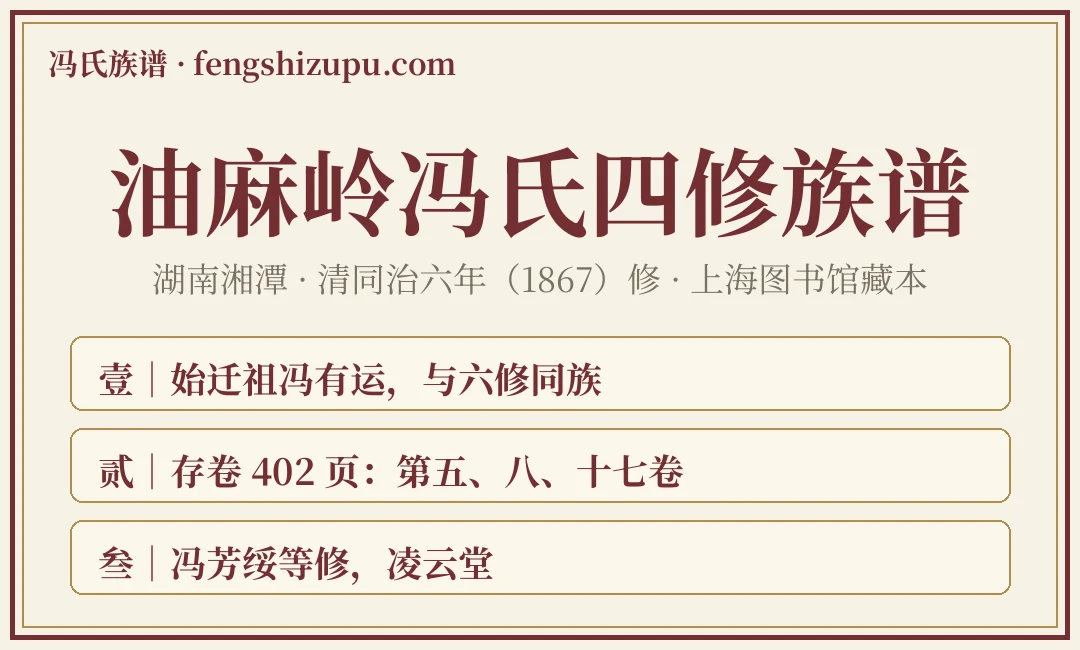 冯氏族谱 · fengshizupu.com
油麻岭冯氏四修族谱
湖南湘潭 · 清同治六年（1867）修 · 上海图书馆藏本
壹｜始迁祖冯有运，与六修同族
贰｜存卷 402 页：第五、八、十七卷
叁｜冯芳绥等修，凌云堂